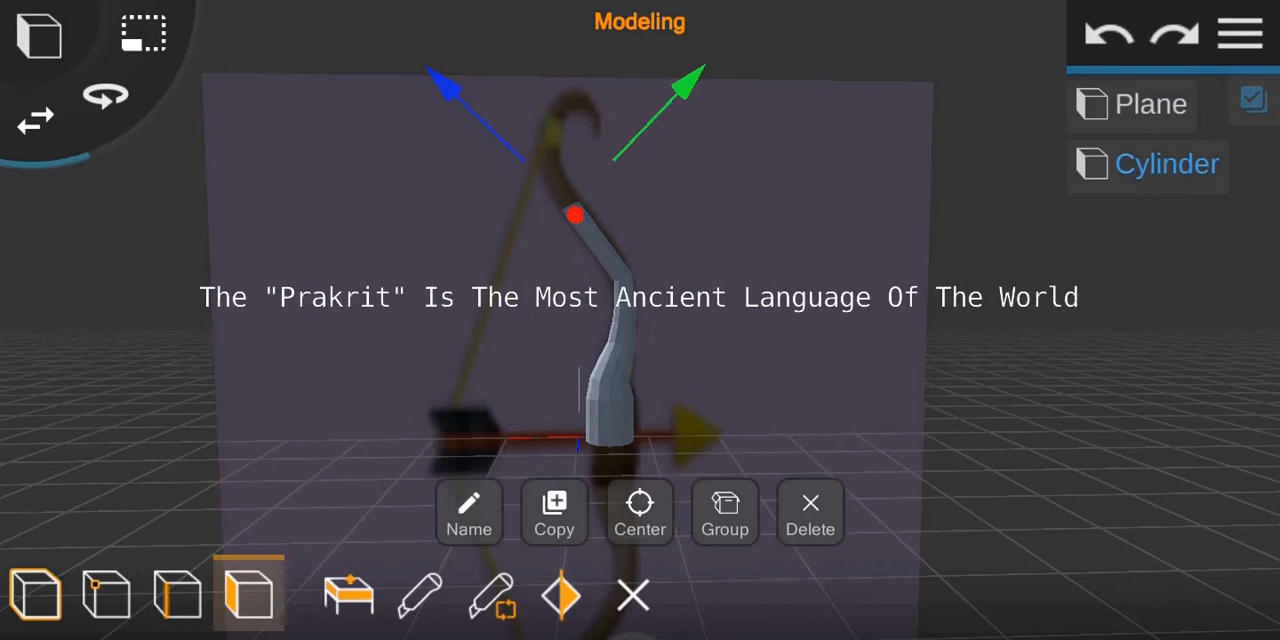 Modeling
Plane
Cylinder
The "Prakrit" Is The Most Ancient Language Of The World
Name
Copy
Center
Group
Delete